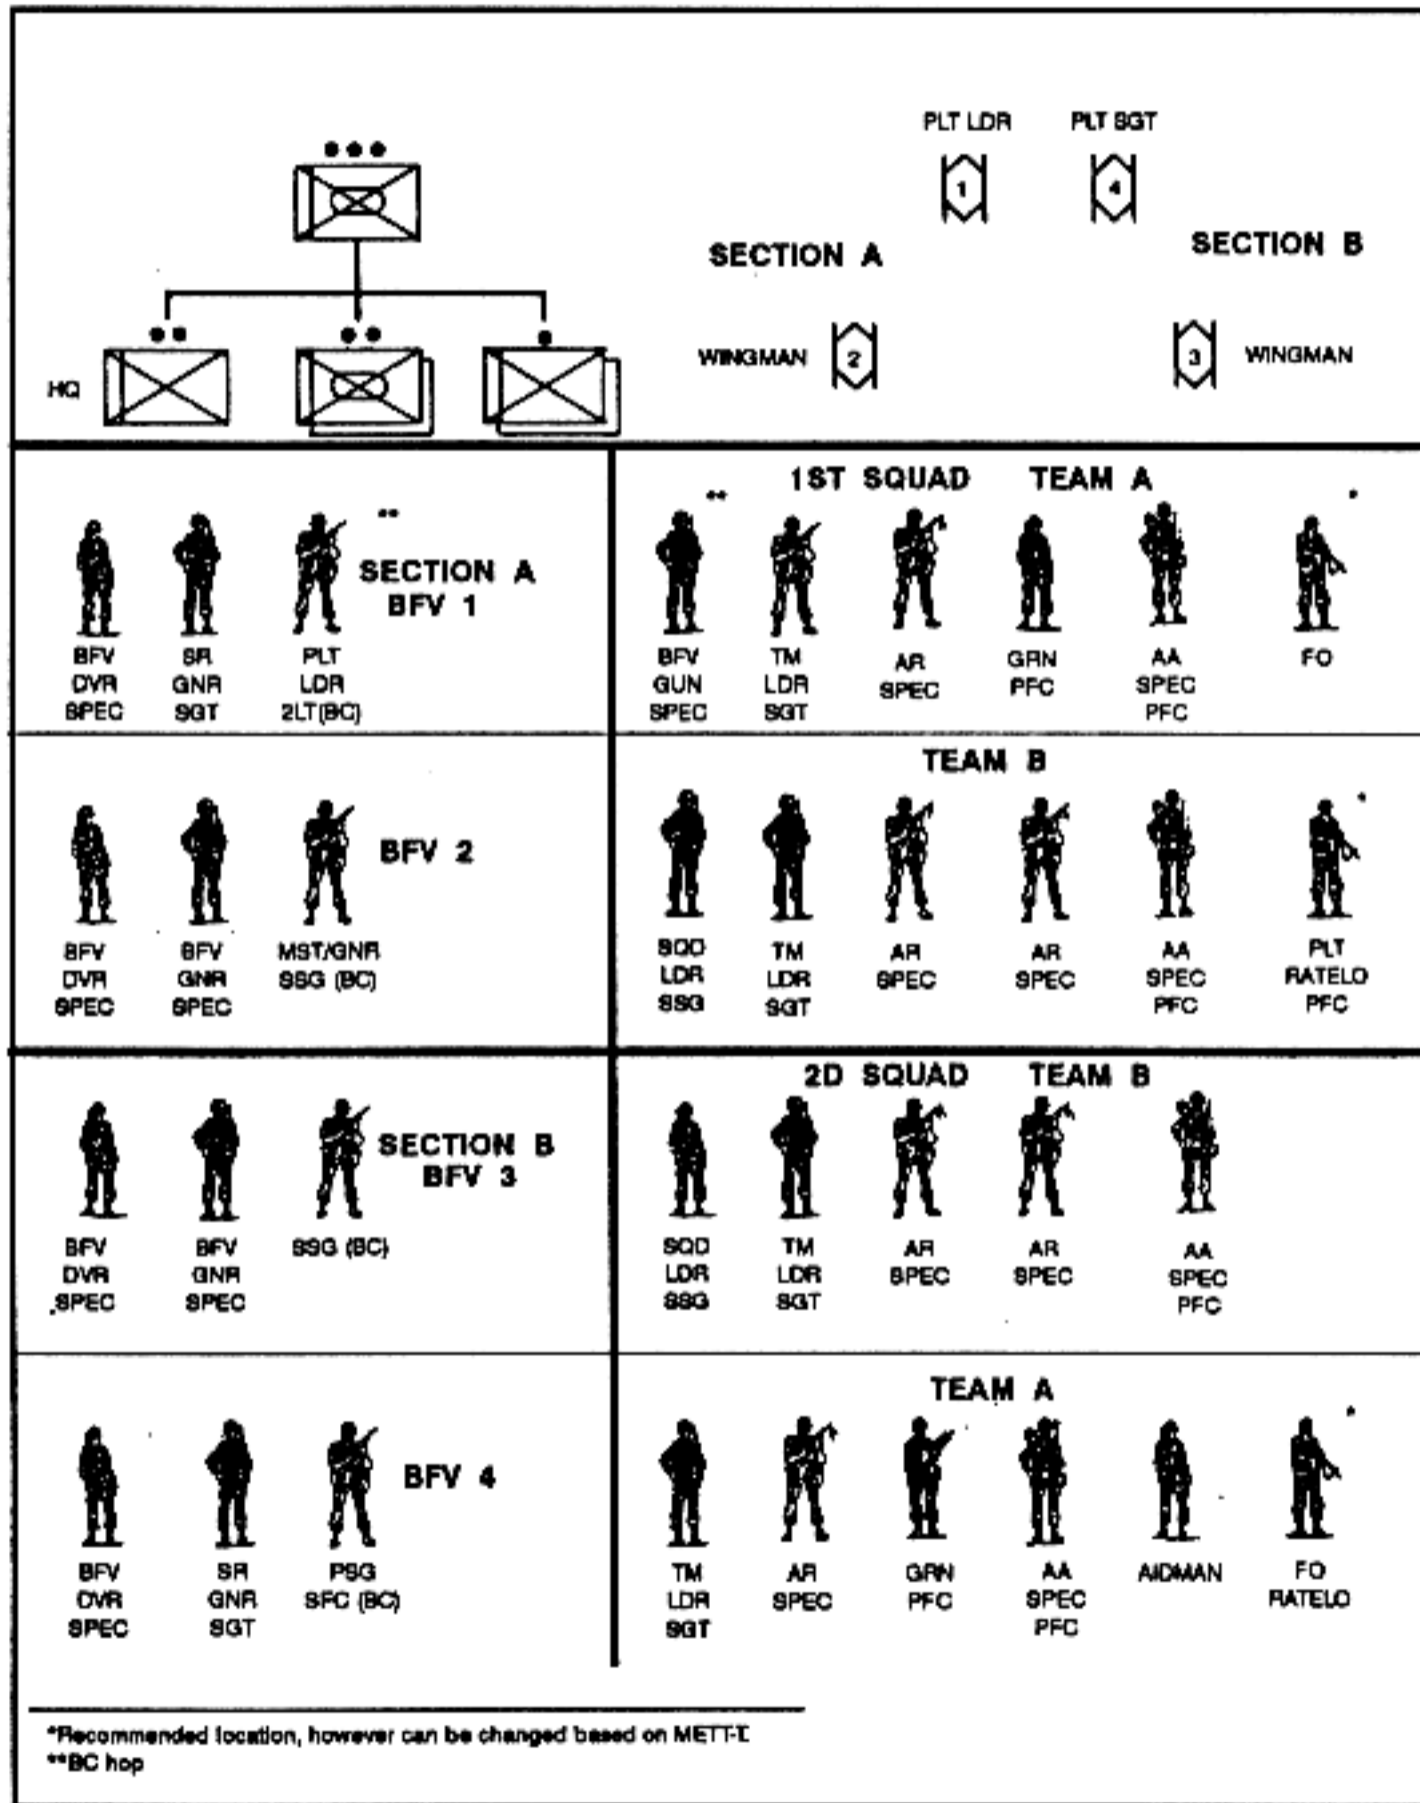 PLT LDR PLT SGT
1 4
SECTION A SECTION B
HQ
WINGMAN 2 3 WINGMAN
1ST SQUAD TEAM A
** **
*
SECTION A
BFV 1
BFV SR PLT
DVR GNR LDR
SPEC SGT 2LT(BC)
BFV TM AR GRN AA FO
GUN LDR SPEC PFC SPEC
SPEC SGT PFC
TEAM B
*
BFV 2
BFV BFV MST/GNR
DVR GNR SSG (BC)
SPEC SPEC
SQD TM AR AR AA PLT
LDR LDR SPEC SPEC SPEC RATELO
SSG SGT PFC PFC
2D SQUAD TEAM B
SECTION B
BFV 3
BFV BFV SSG (BC)
DVR GNR
SPEC SPEC
SQD TM AR AR AA
LDR LDR SPEC SPEC SPEC
SSG SGT PFC
TEAM A
*
BFV 4
BFV SR PSG
DVR GNR SFC (BC)
SPEC SGT
TM AR GRN AA AIDMAN FO
LDR SPEC PFC SPEC RATELO
SGT PFC
*Recommended location, however can be changed based on METT-T.
**BC hop